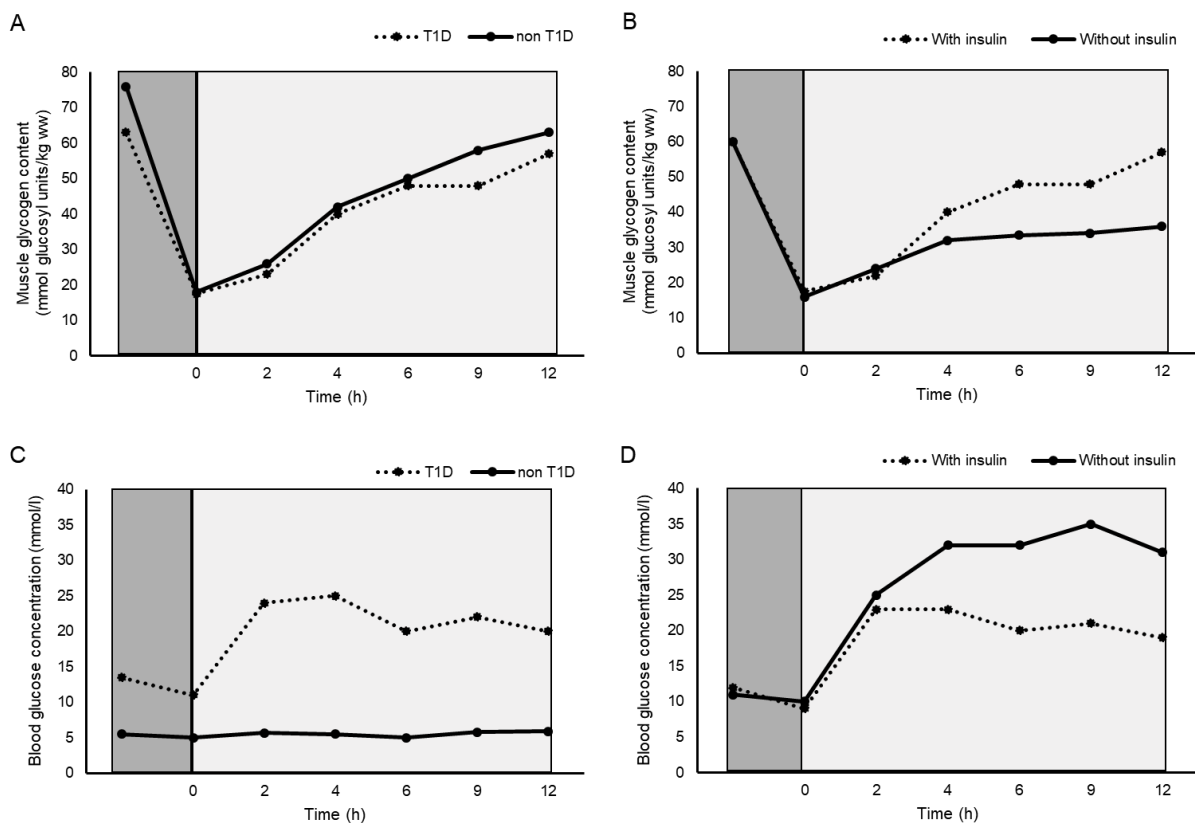 A
T1D
non T1D
80
70
60
50
40
30
20
10
0
Muscle glycogen content
(mmol glucosyl units/kg ww)
0 2 4 6 9 12
Time (h)
B
With insulin
Without insulin
80
70
60
50
40
30
20
10
0
Muscle glycogen content
(mmol glucosyl units/kg ww)
0 2 4 6 9 12
Time (h)
C
T1D
non T1D
40
35
30
25
20
15
10
5
0
Blood glucose concentration (mmol/l)
0 2 4 6 9 12
Time (h)
D
With insulin
Without insulin
40
35
30
25
20
15
10
5
0
Blood glucose concentration (mmol/l)
0 2 4 6 9 12
Time (h)